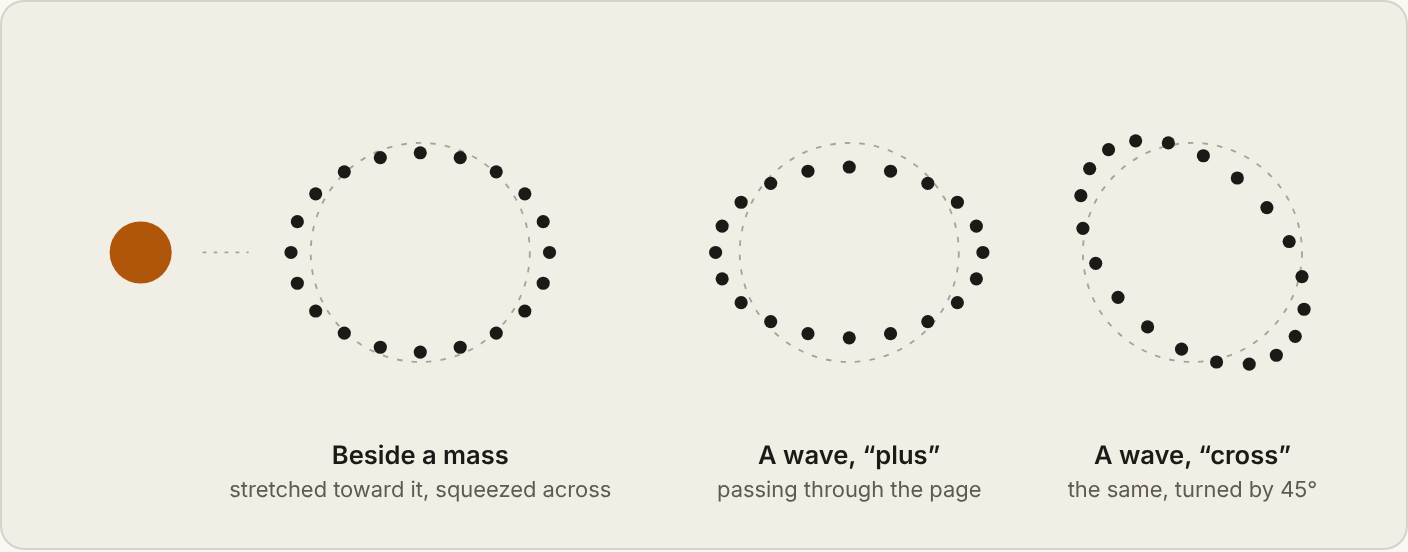 Beside a mass
stretched toward it, squeezed across
A wave, “plus”
passing through the page
A wave, “cross”
the same, turned by 45°